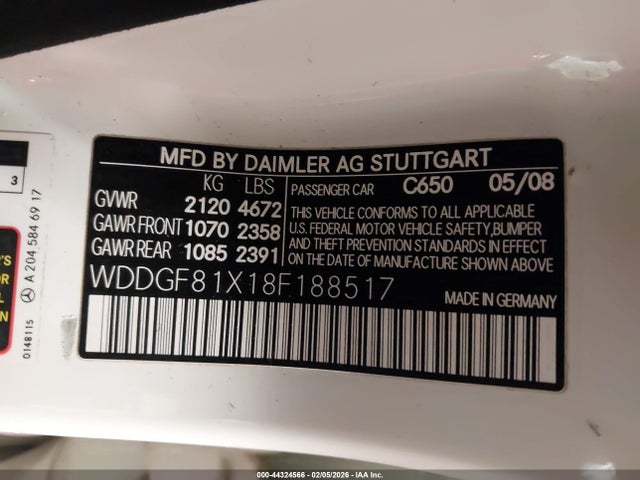 MFD BY DAIMLER AG STUTTGART
KG LBS
GVWR 2120 4672
GAWR FRONT 1070 2358
GAWR REAR 1085 2391
PASSENGER CAR C650 05/08
THIS VEHICLE CONFORMS TO ALL APPLICABLE
U.S. FEDERAL MOTOR VEHICLE SAFETY,BUMPER
AND THEFT PREVENTION STANDARDS IN EFFECT
ON THE DATE OF MANUFACTURE SHOWN ABOVE.
WDDGF81X18F188517
MADE IN GERMANY
3
A 204 584 69 17
0148115
000-44324566 - 02/05/2026 - IAA Inc.